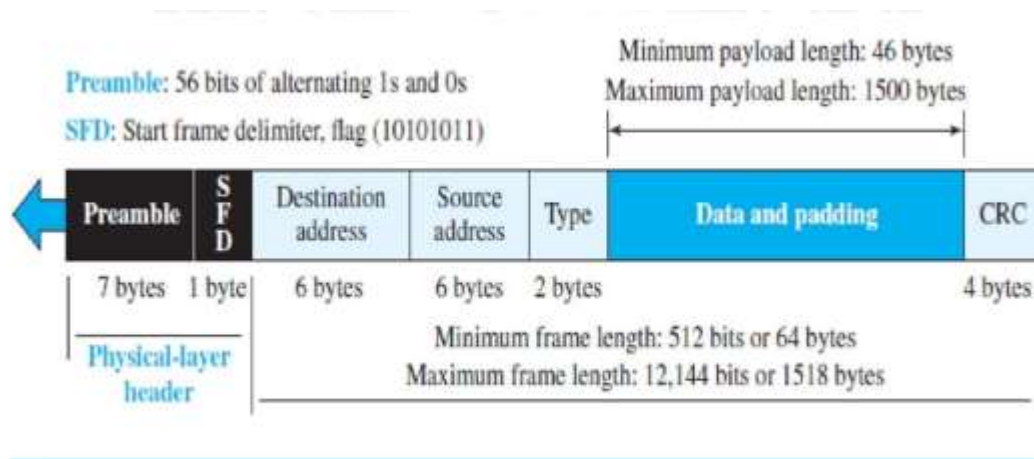 Minimum payload length: 46 bytes
Preamble: 56 bits of alternating 1s and 0s
Maximum payload length: 1500 bytes
SFD: Start frame delimiter, flag (10101011)
Preamble
S
F
D
Destination
address
Source
address
Type
Data and padding
CRC
7 bytes
1 byte
6 bytes
6 bytes
2 bytes
4 bytes
Physical-layer
header
Minimum frame length: 512 bits or 64 bytes
Maximum frame length: 12,144 bits or 1518 bytes